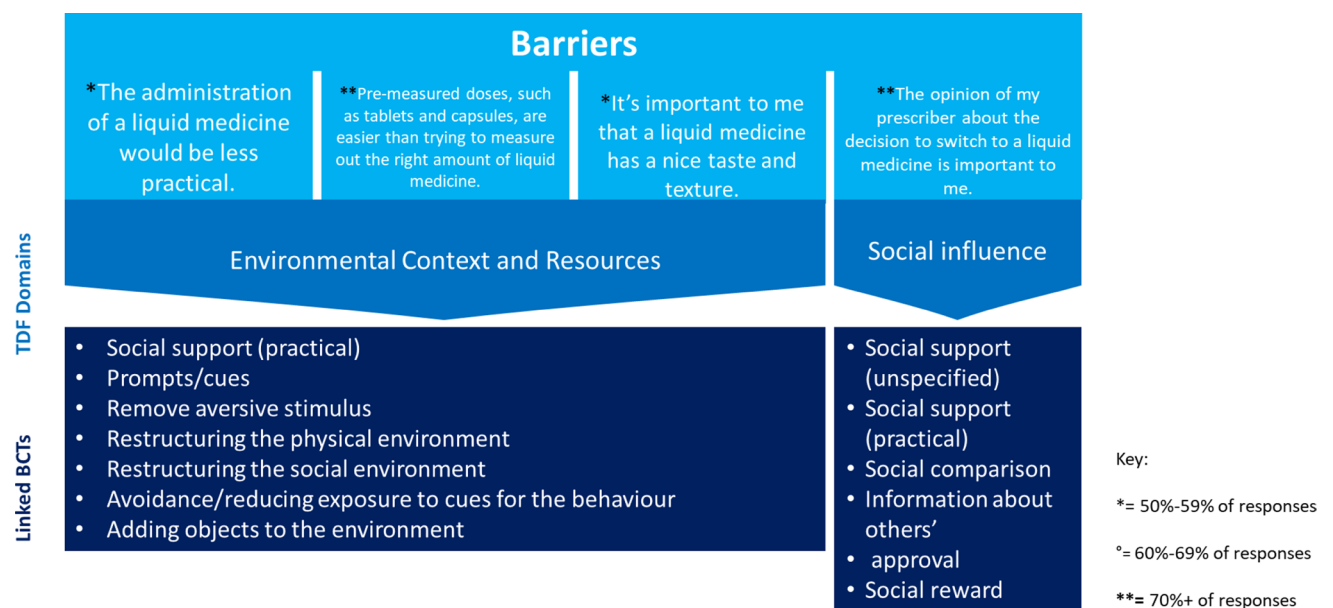 Barriers
*The administration
of a liquid medicine
would be less
practical.
**Pre-measured doses, such
as tablets and capsules, are
easier than trying to measure
out the right amount of liquid
medicine.
*It's important to me
that a liquid medicine
has a nice taste and
texture.
**The opinion of my
prescriber about the
decision to switch to a liquid
medicine is important to
me.
TDF Domains
Environmental Context and Resources
Social influence
Linked BCTs
• Social support (practical)
• Prompts/cues
• Remove aversive stimulus
• Restructuring the physical environment
• Restructuring the social environment
• Avoidance/reducing exposure to cues for the behaviour
• Adding objects to the environment
• Social support
(unspecified)
• Social support
(practical)
• Social comparison
• Information about
others'
• approval
• Social reward
Key:
*= 50%-59% of responses
°= 60%-69% of responses
**= 70%+ of responses